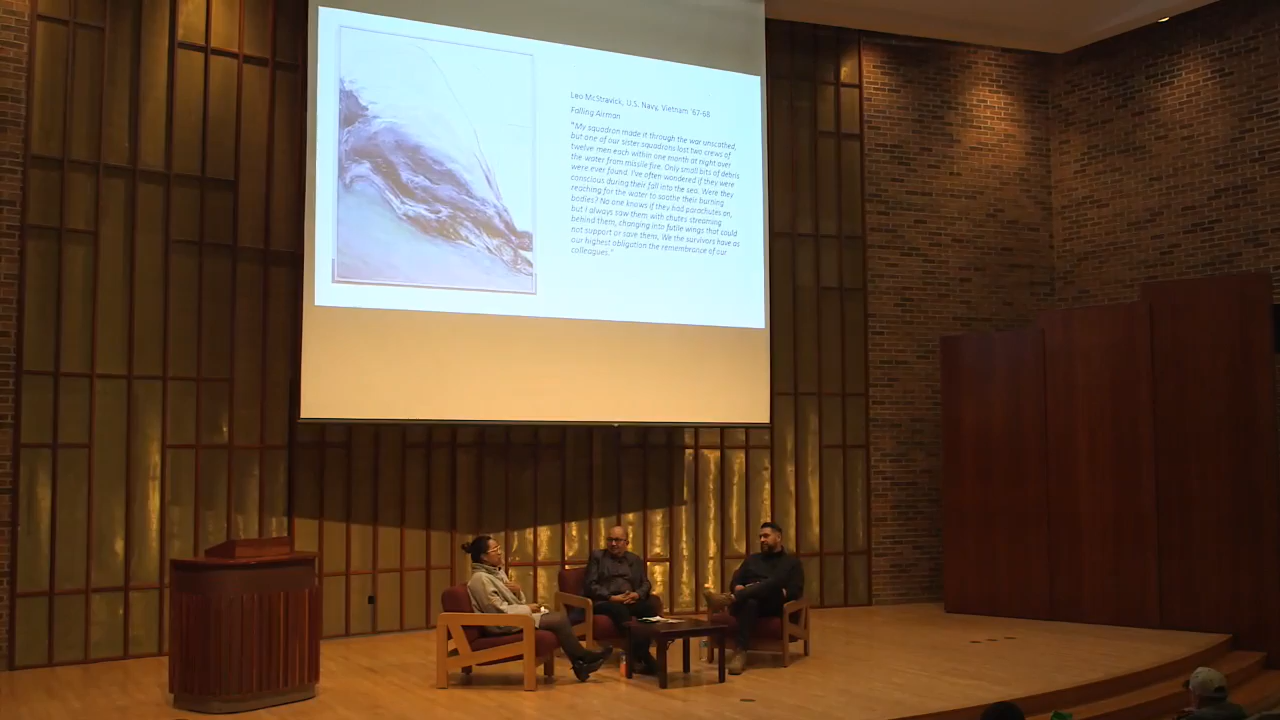 Leo McStravick, U.S. Navy, Vietnam '67-68
Falling Airman
"My squadron made it through the war unscathed,
but one of our sister squadrons lost two crews of
twelve men each within one month at night over
the water from missile fire. Only small bits of debris
were ever found. I've often wondered if they were
conscious during their fall into the sea. Were they
reaching for the water to soothe their burning
bodies? No one knows if they had parachutes on,
but I always saw them with chutes streaming
behind them, changing into futile wings that could
not support or save them. We the survivors have as
our highest obligation the remembrance of our
colleagues."